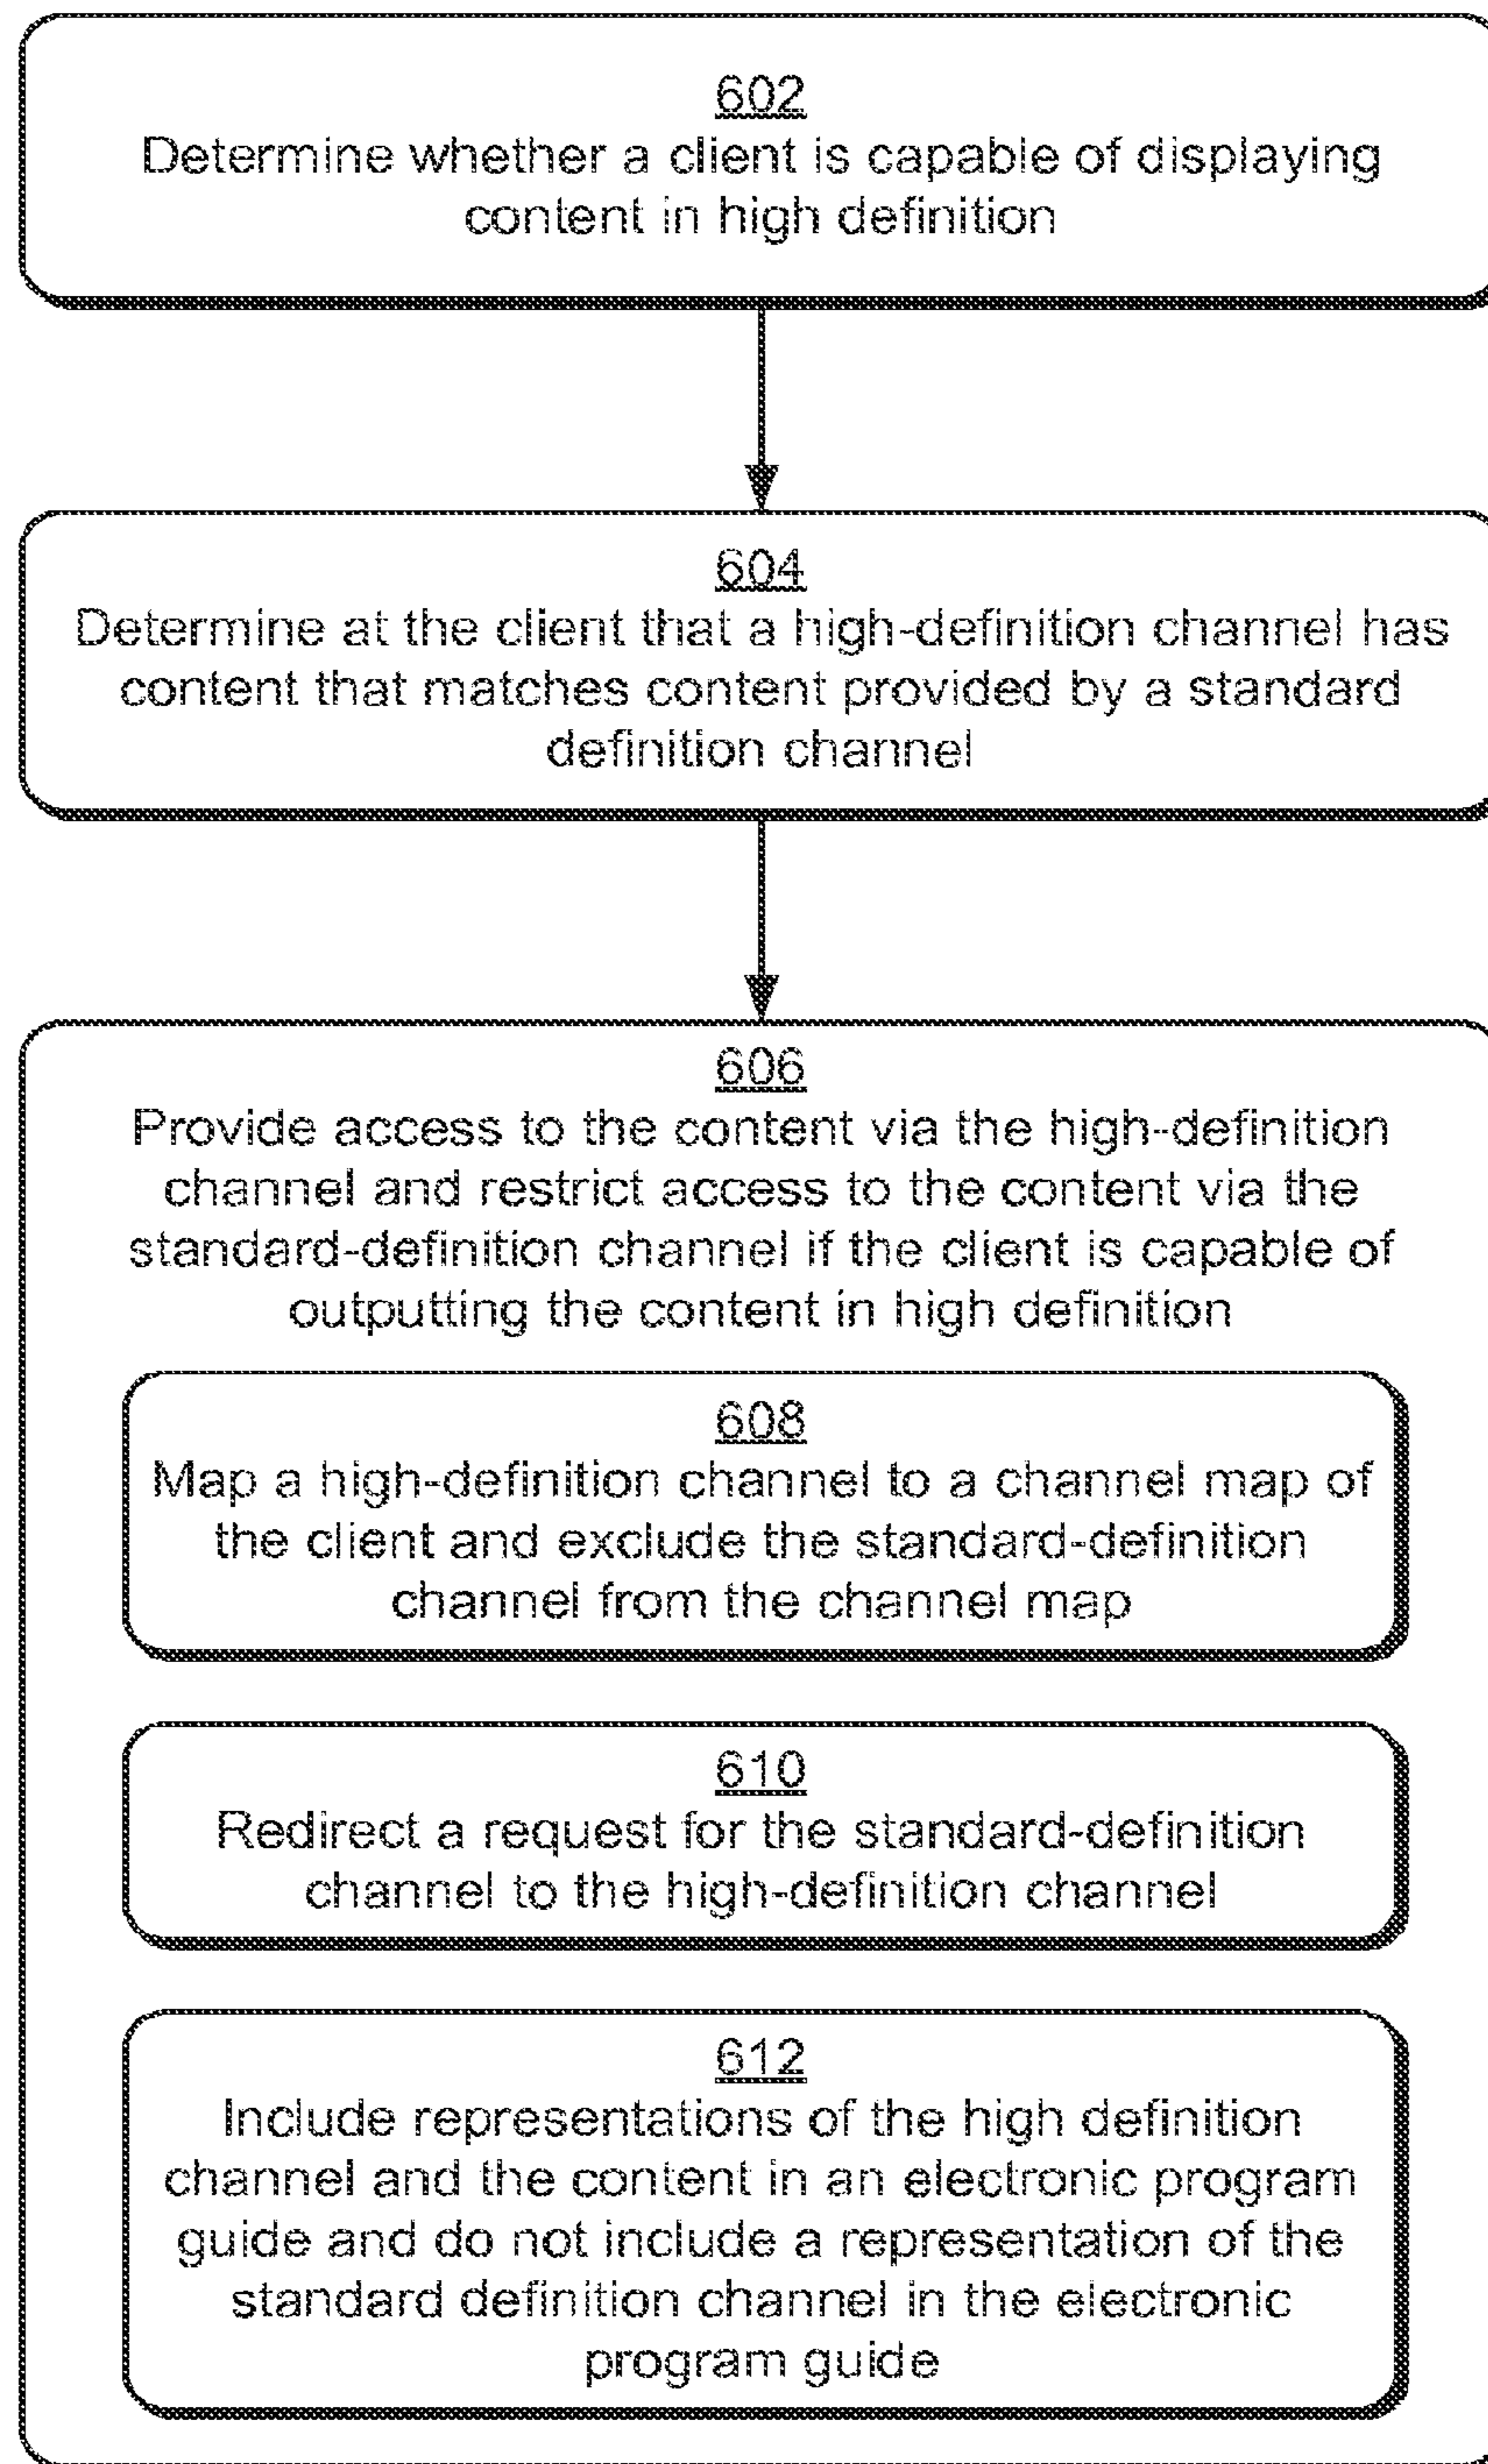 602
Determine whether a client is capable of displaying
content in high definition
604
Determine at the client that a high-definition channel has
content that matches content provided by a standard
definition channel
606
Provide access to the content via the high-definition
channel and restrict access to the content via the
standard-definition channel if the client is capable of
outputting the content in high definition
608
Map a high-definition channel to a channel map of
the client and exclude the standard-definition
channel from the channel map
610
Redirect a request for the standard-definition
channel to the high-definition channel
612
Include representations of the high definition
channel and the content in an electronic program
guide and do not include a representation of the
standard definition channel in the electronic
program guide